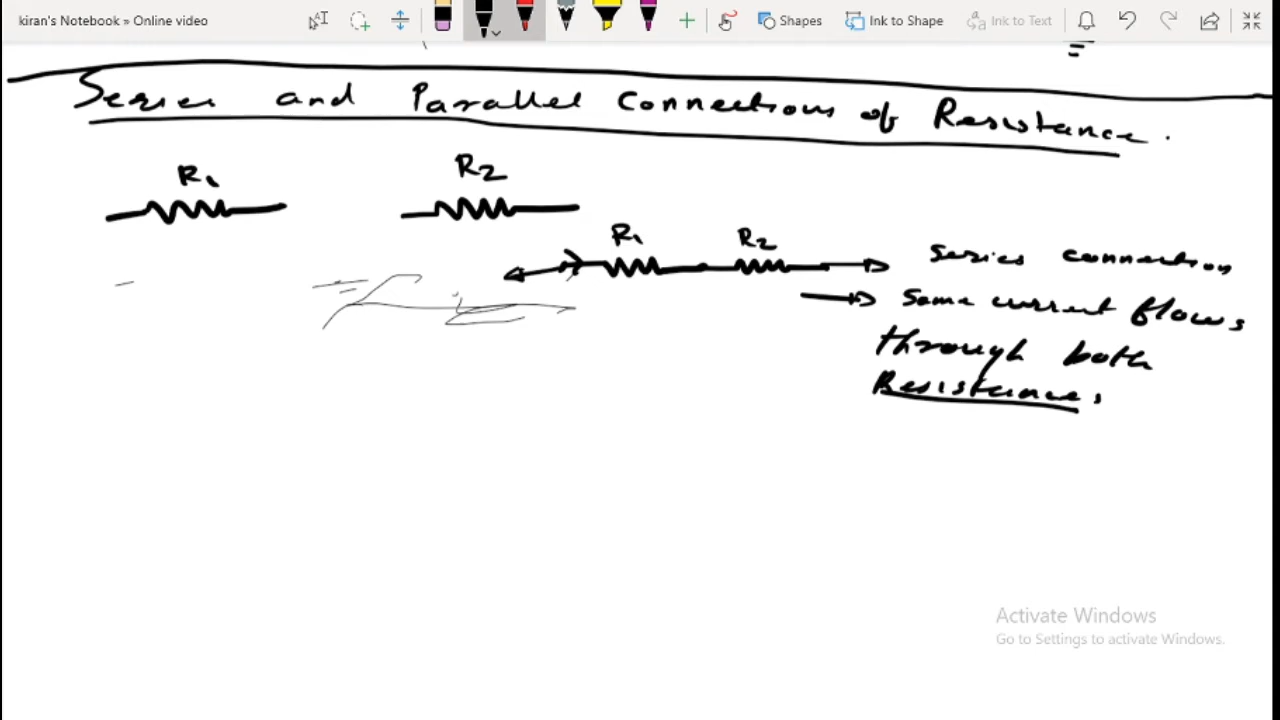 kiran's Notebook » Online video
Shapes
Ink to Shape
Ink to Text
Series and Parallel Connections of Resistance.
R1
R2
R1
R2
Series connection
Same current flows
through both
Resistance.
Activate Windows
Go to Settings to activate Windows.